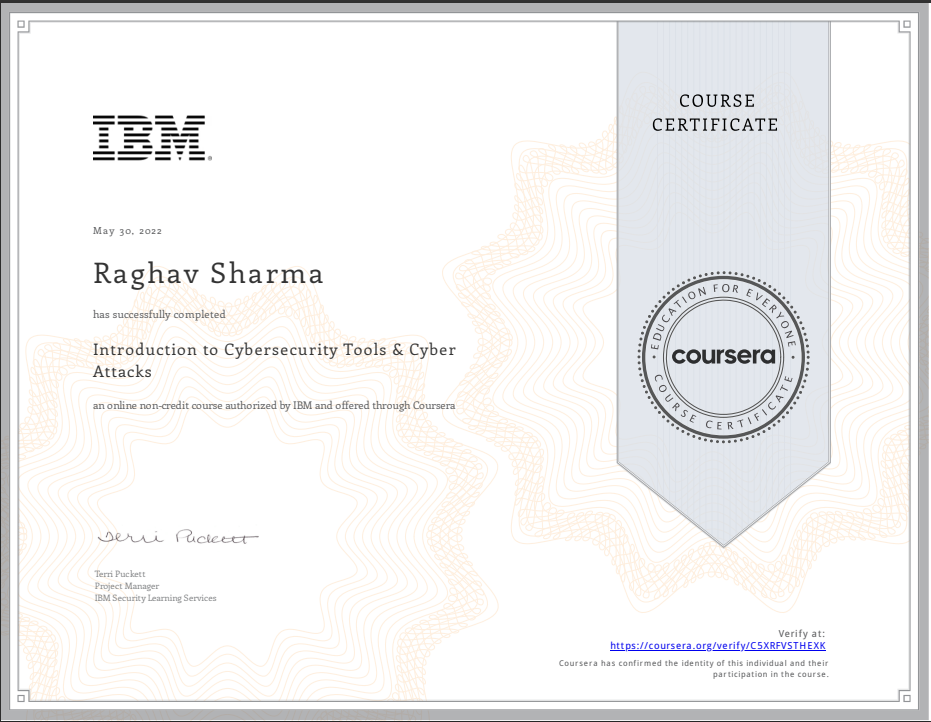 COURSE
CERTIFICATE
IBM
May 30, 2022
Raghav Sharma
has successfully completed
Introduction to Cybersecurity Tools & Cyber
Attacks
an online non-credit course authorized by IBM and offered through Coursera
EDUCATION FOR EVERYONE
coursera
COURSE CERTIFICATE
Terri Puckett
Terri Puckett
Project Manager
IBM Security Learning Services
Verify at:
https://coursera.org/verify/C5XRFVSTHEXK
Coursera has confirmed the identity of this individual and their
participation in the course.